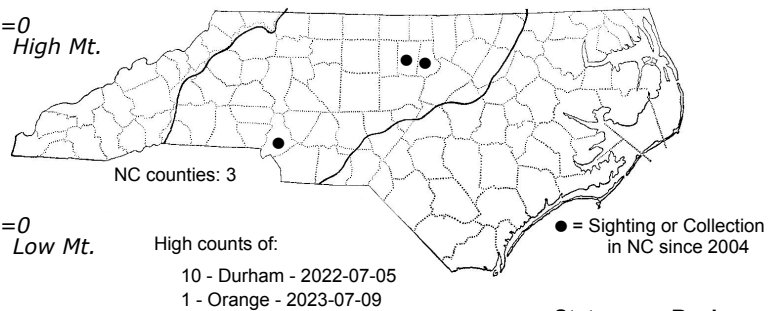 =0
High Mt.
NC counties: 3
=0
Low Mt.
High counts of:
10 - Durham - 2022-07-05
1 - Orange - 2023-07-09
● = Sighting or Collection
in NC since 2004